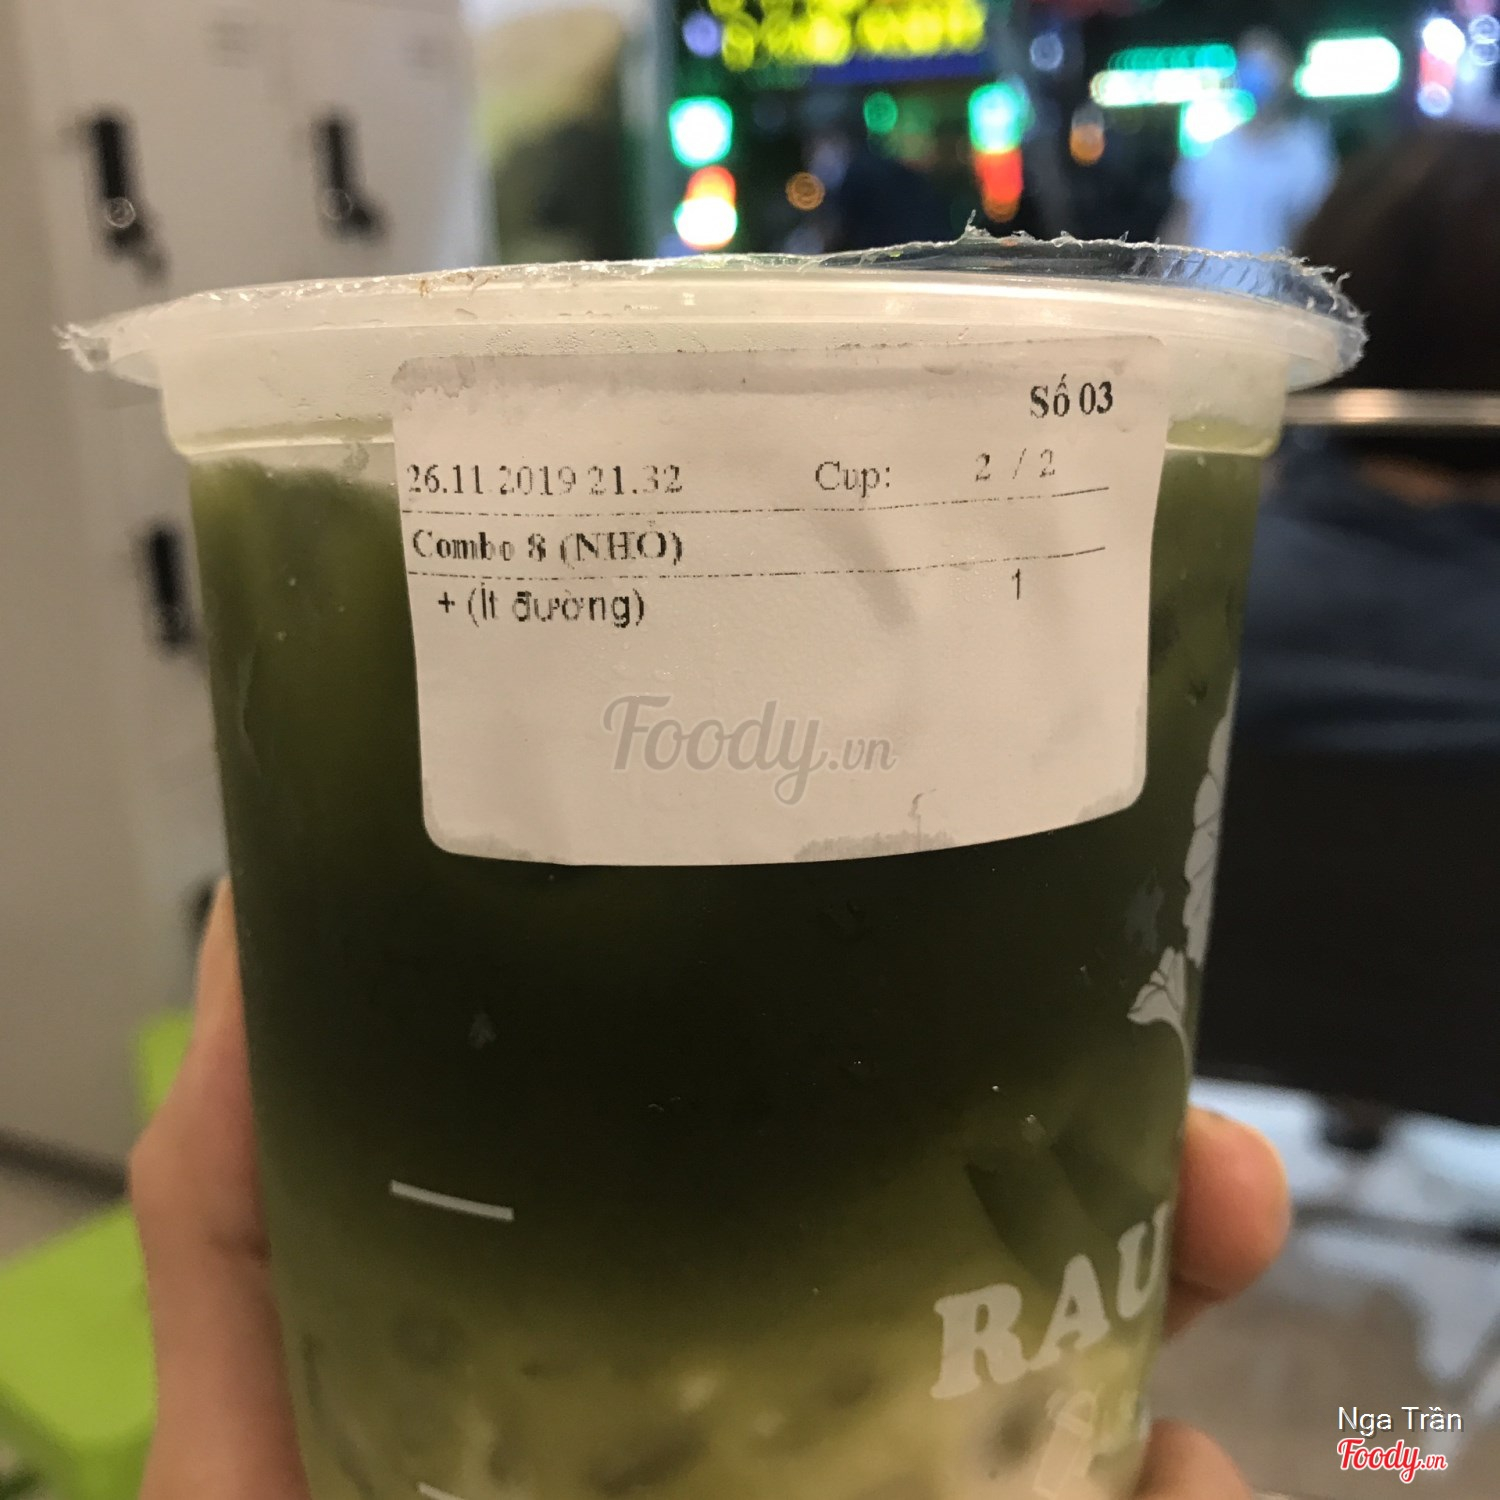 Số 03
26.11.2019 21.32 Cup: 2 / 2
Combo 8 (NHỎ)
+ (Ít đường) 1
Foody.vn
RAU
Nga Trần
Foody.vn